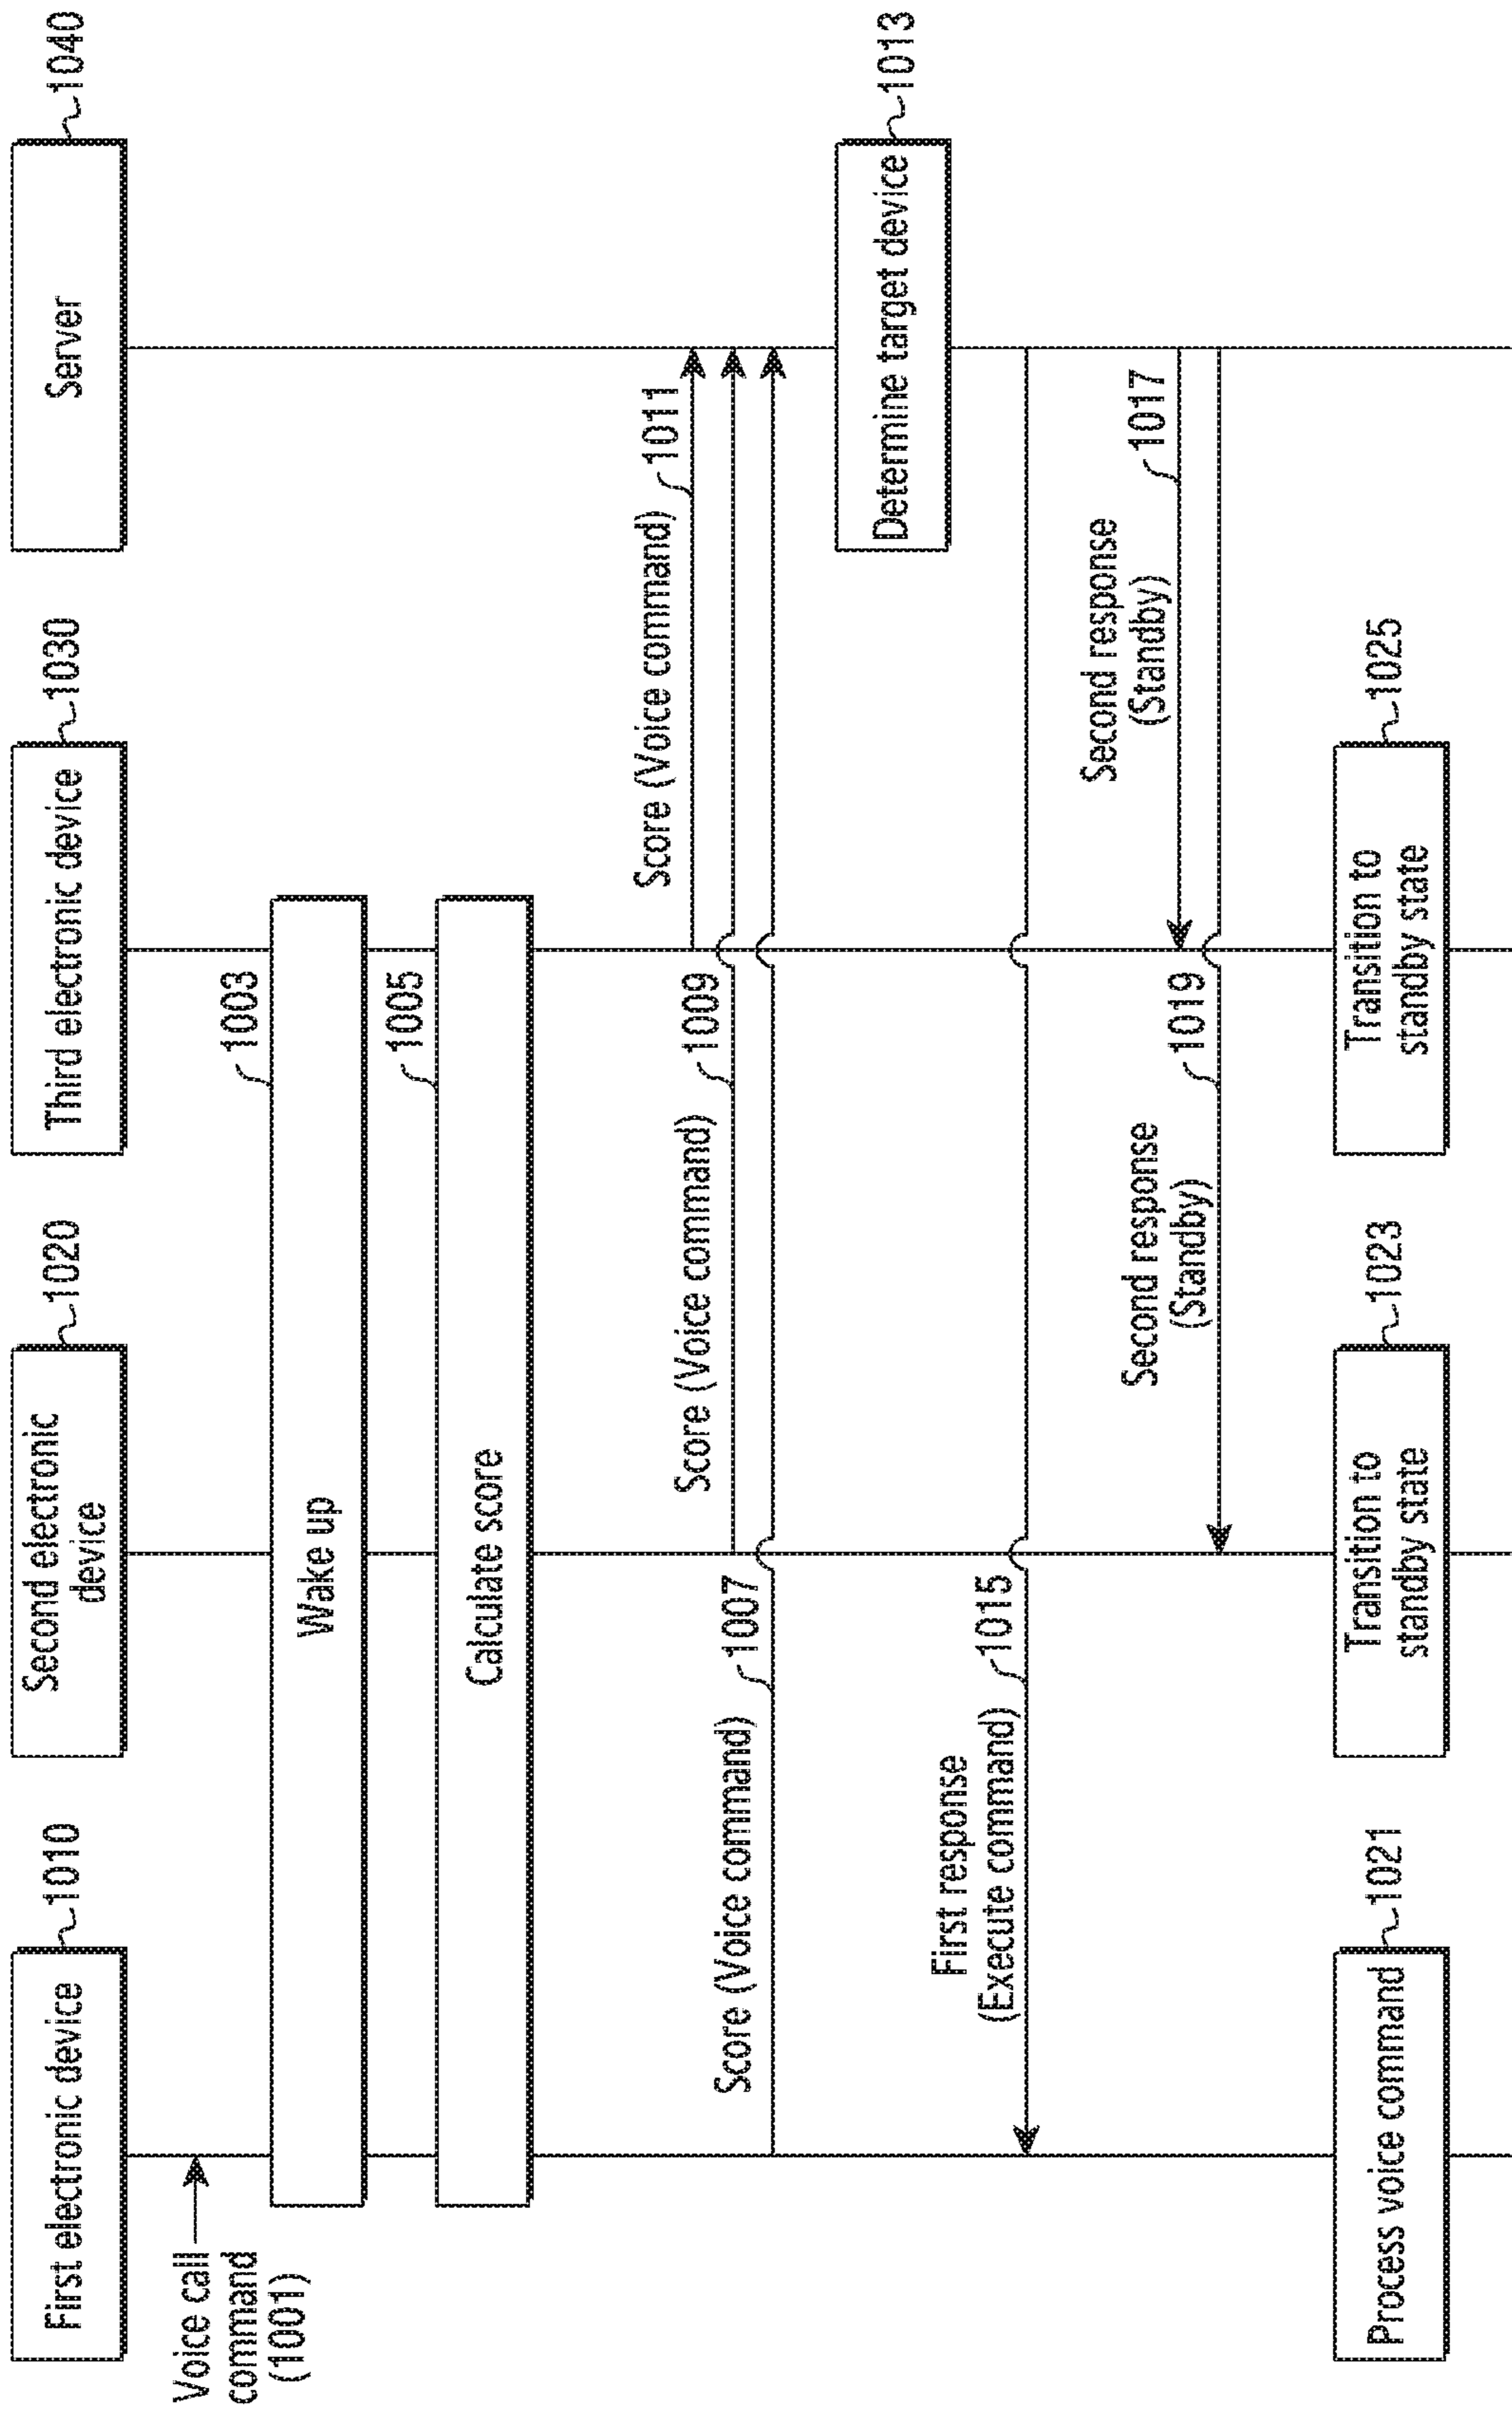 First electronic device
1010
Second electronic
device
1020
Third electronic device
1030
Server
1040
Voice call
command
(1001)
1003
Wake up
1005
Calculate score
Score (Voice command)
1011
Score (Voice command)
1009
Score (Voice command)
1007
Determine target device
1013
First response
(Execute command)
1015
Second response
(Standby)
1017
Second response
(Standby)
1019
Process voice command
1021
Transition to
standby state
1023
Transition to
standby state
1025